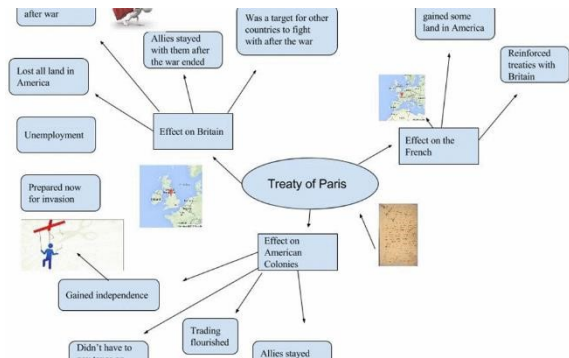 after war
Allies stayed
with them after
the war ended
Was a target for other
countries to fight
with after the war
gained some
land in America
Reinforced
treaties with
Britain
Lost all land in
America
Effect on Britain
Effect on the
French
Unemployment
Treaty of Paris
Prepared now
for invasion
Effect on
American
Colonies
Gained independence
Trading
flourished
Didn't have to
Allies stayed